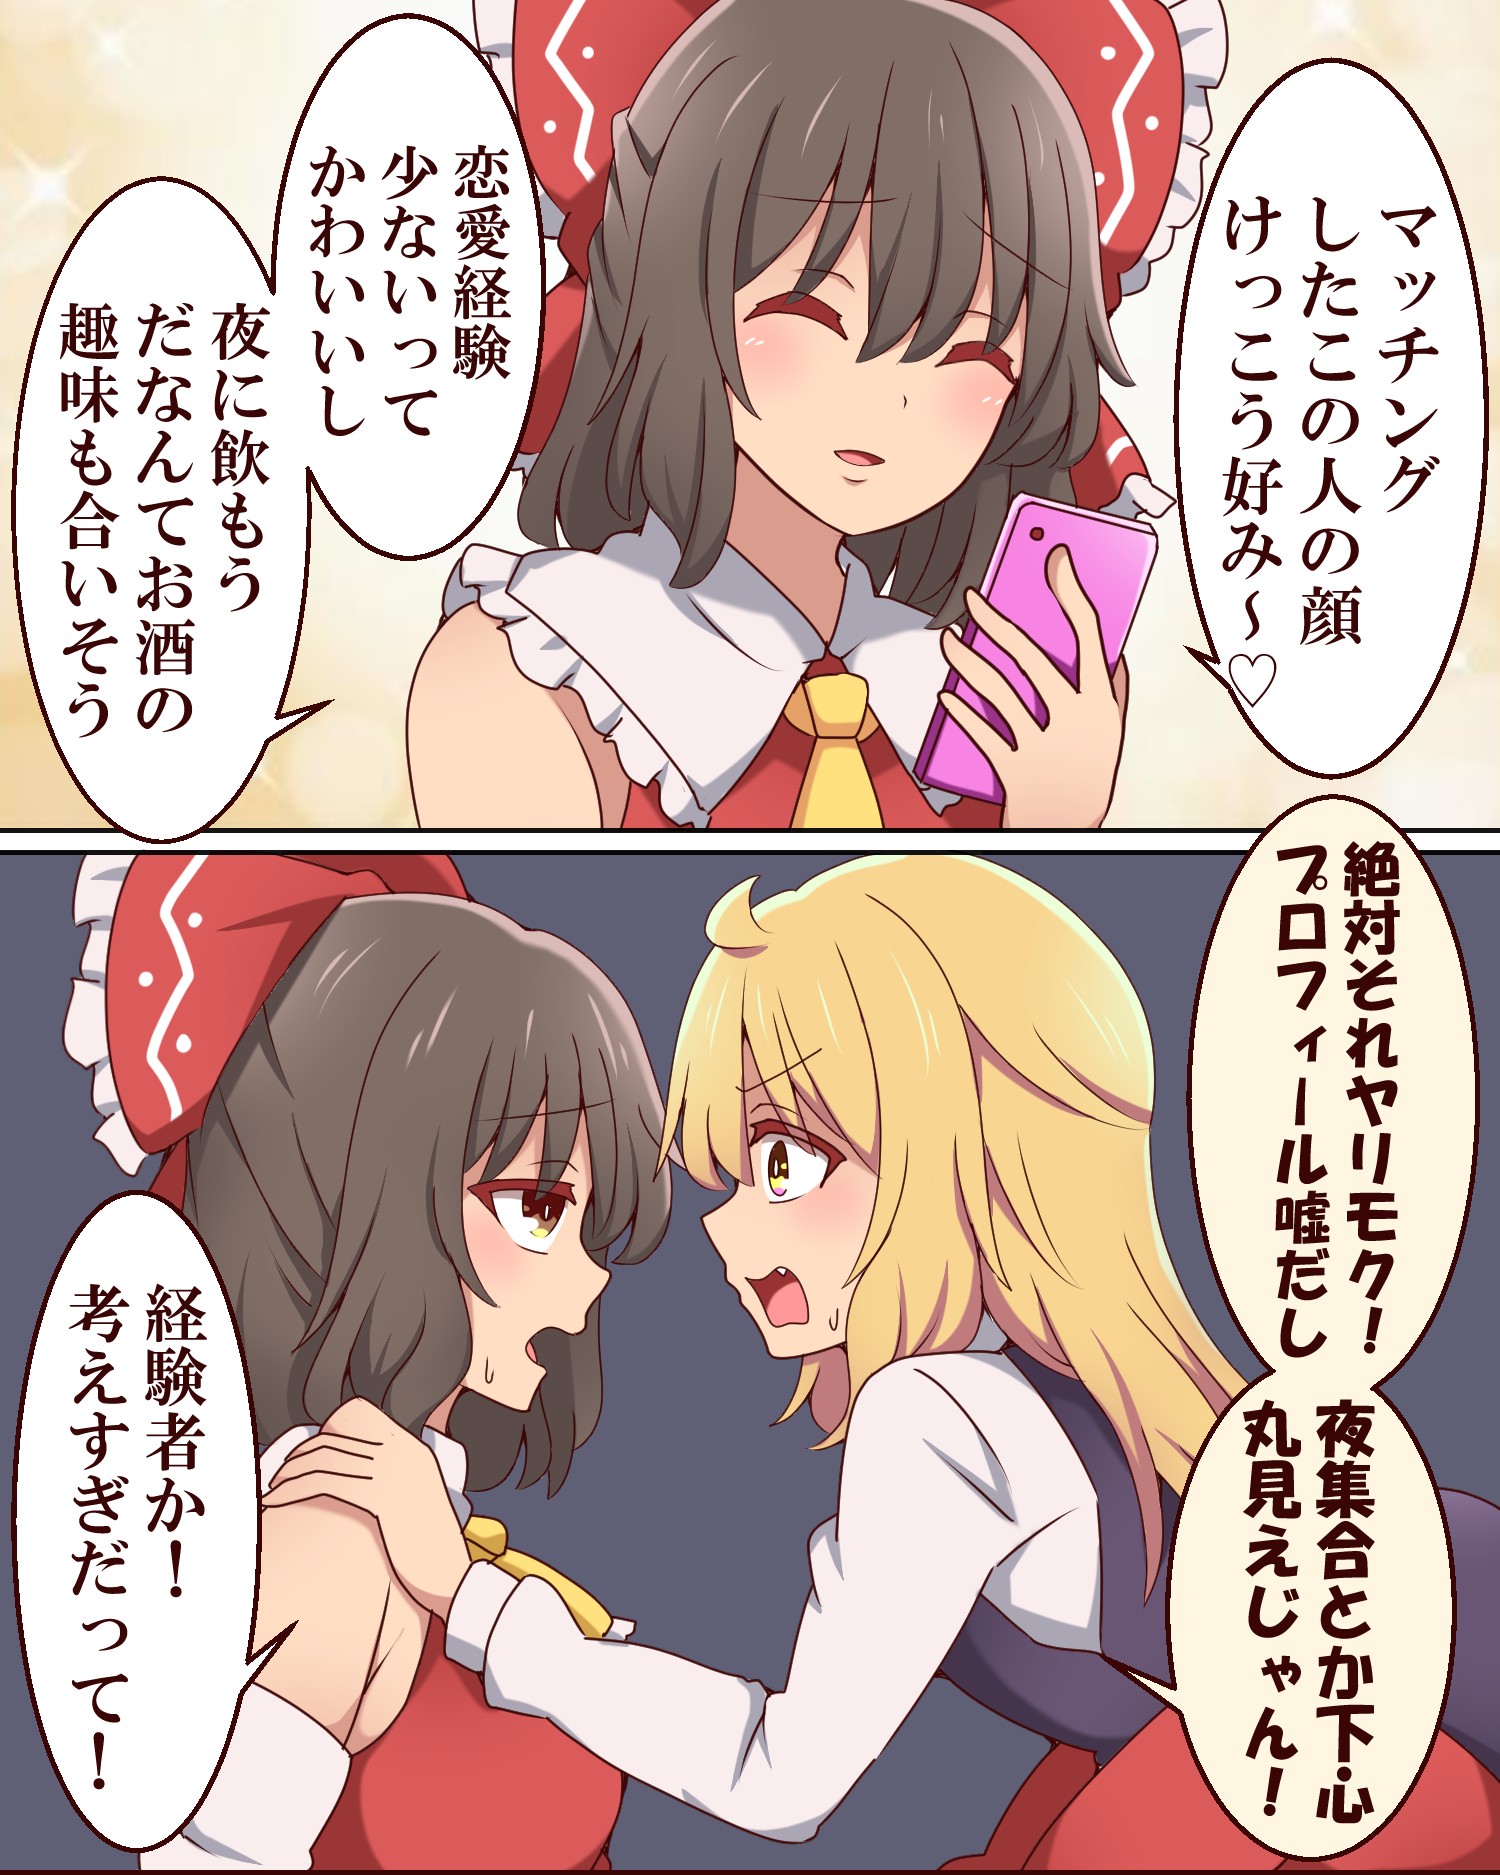 マッチング
したこの人の顔
けっこう好み～♡
恋愛経験
少ないって
かわいいし
夜に飲もう
だなんてお酒の
趣味も合いそう
絶対それヤリモク！
プロフィール嘘だし
夜集合とか下心
丸見えじゃん！
経験者か！
考えすぎだって！